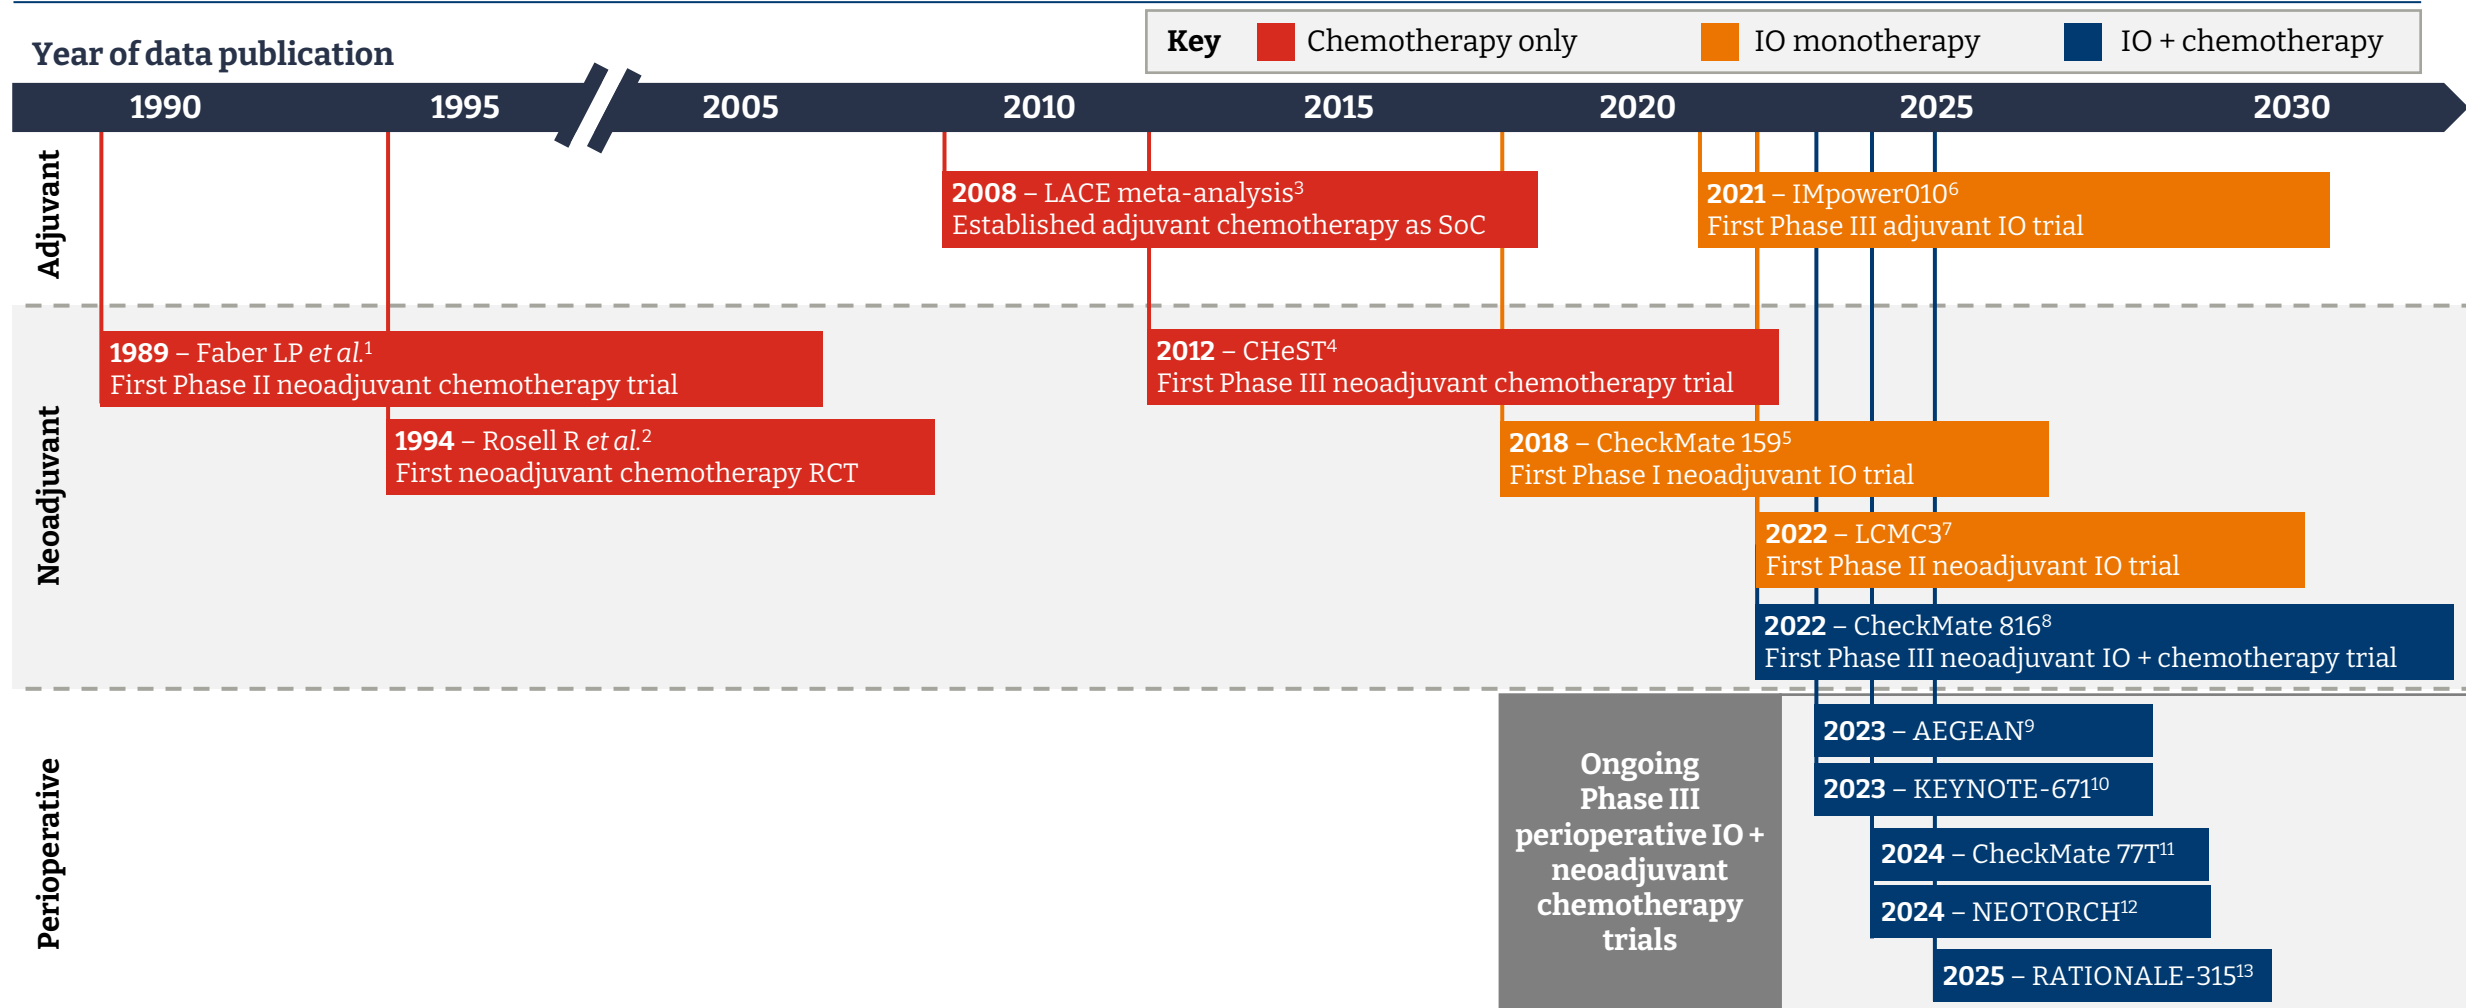 Key
Chemotherapy only
IO monotherapy
IO + chemotherapy
Year of data publication
1990 1995 2005 2010 2015 2020 2025 2030
Adjuvant
2008 – LACE meta-analysis³
Established adjuvant chemotherapy as SoC
2021 – IMpower010⁶
First Phase III adjuvant IO trial
Neoadjuvant
1989 – Faber LP et al.¹
First Phase II neoadjuvant chemotherapy trial
2012 – CHeST⁴
First Phase III neoadjuvant chemotherapy trial
1994 – Rosell R et al.²
First neoadjuvant chemotherapy RCT
2018 – CheckMate 159⁵
First Phase I neoadjuvant IO trial
2022 – LCMC3⁷
First Phase II neoadjuvant IO trial
2022 – CheckMate 816⁸
First Phase III neoadjuvant IO + chemotherapy trial
Perioperative
Ongoing
Phase III
perioperative IO +
neoadjuvant
chemotherapy
trials
2023 – AEGEAN⁹
2023 – KEYNOTE-671¹⁰
2024 – CheckMate 77T¹¹
2024 – NEOTORCH¹²
2025 – RATIONALE-315¹³